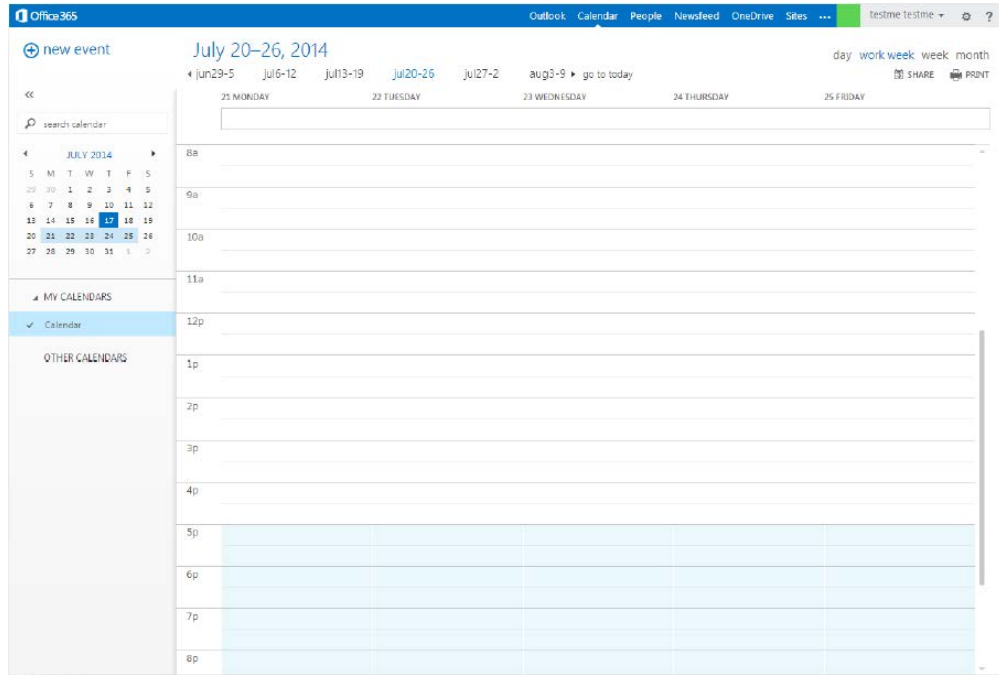 Office 365 Outlook Calendar People Newsfeed OneDrive Sites ••• testme testme ?
new event
July 20–26, 2014
day work week week month
jun29-5 jul6-12 jul13-19 jul20-26 jul27-2 aug3-9 go to today
SHARE PRINT
«
21 MONDAY 22 TUESDAY 23 WEDNESDAY 24 THURSDAY 25 FRIDAY
search calendar
JULY 2014
S M T W T F S
29 30 1 2 3 4 5
6 7 8 9 10 11 12
13 14 15 16 17 18 19
20 21 22 23 24 25 26
27 28 29 30 31 1 2
MY CALENDARS
Calendar
OTHER CALENDARS
8a
9a
10a
11a
12p
1p
2p
3p
4p
5p
6p
7p
8p